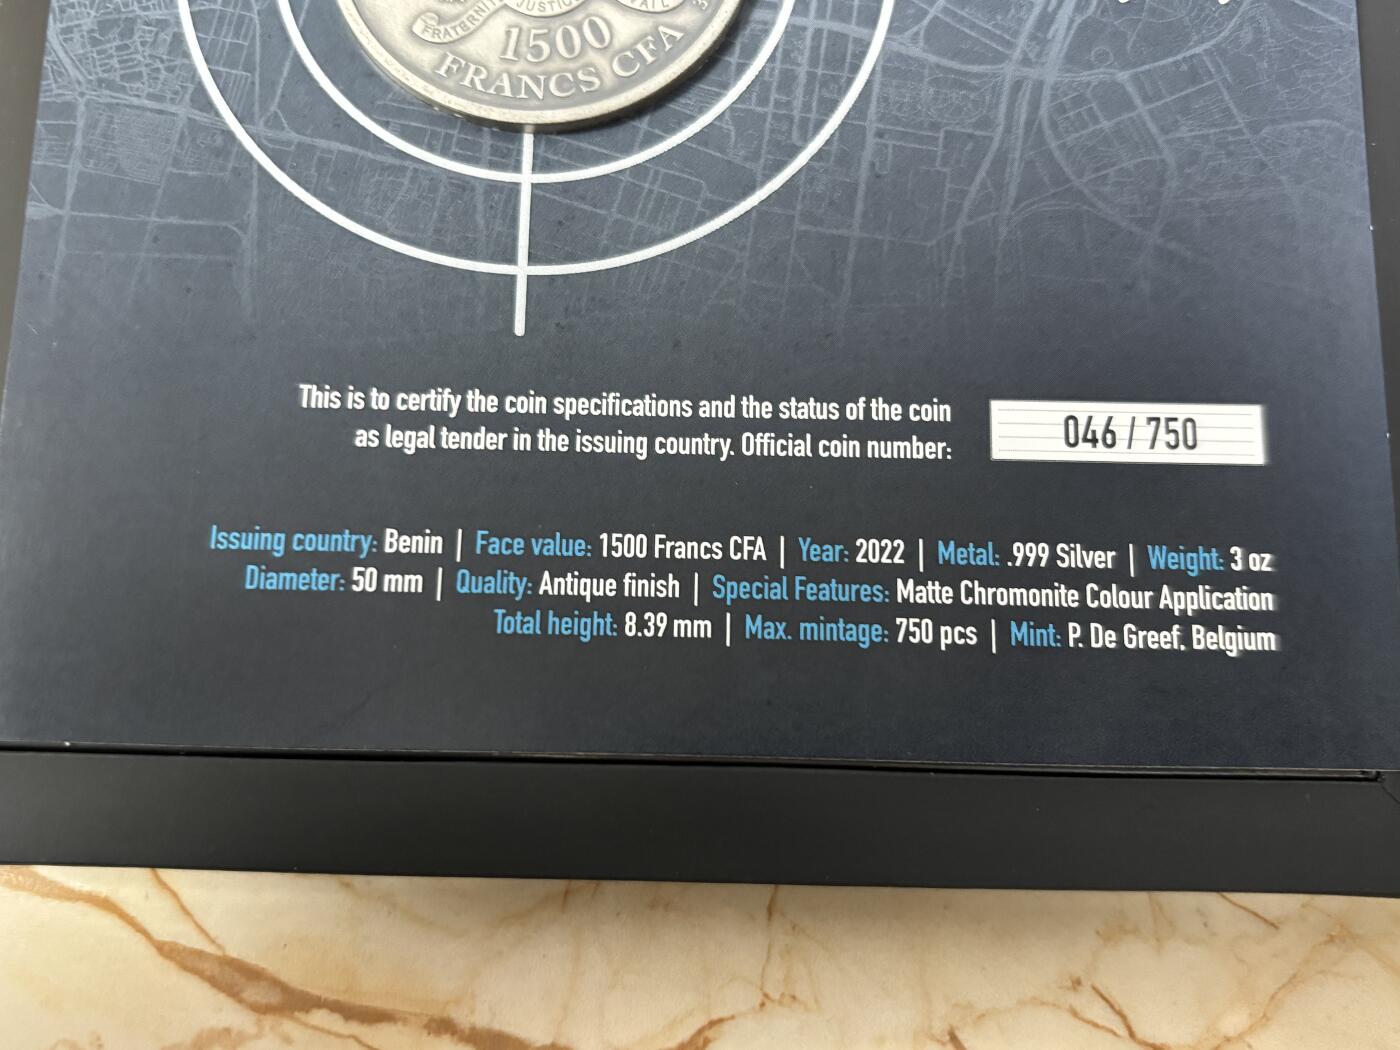 FRATERNITE JUSTICE TRAVAIL
1500
FRANCS CFA
This is to certify the coin specifications and the status of the coin
as legal tender in the issuing country. Official coin number:
046 / 750
Issuing country: Benin | Face value: 1500 Francs CFA | Year: 2022 | Metal: .999 Silver | Weight: 3 oz
Diameter: 50 mm | Quality: Antique finish | Special Features: Matte Chromonite Colour Application
Total height: 8.39 mm | Max. mintage: 750 pcs | Mint: P. De Greef, Belgium